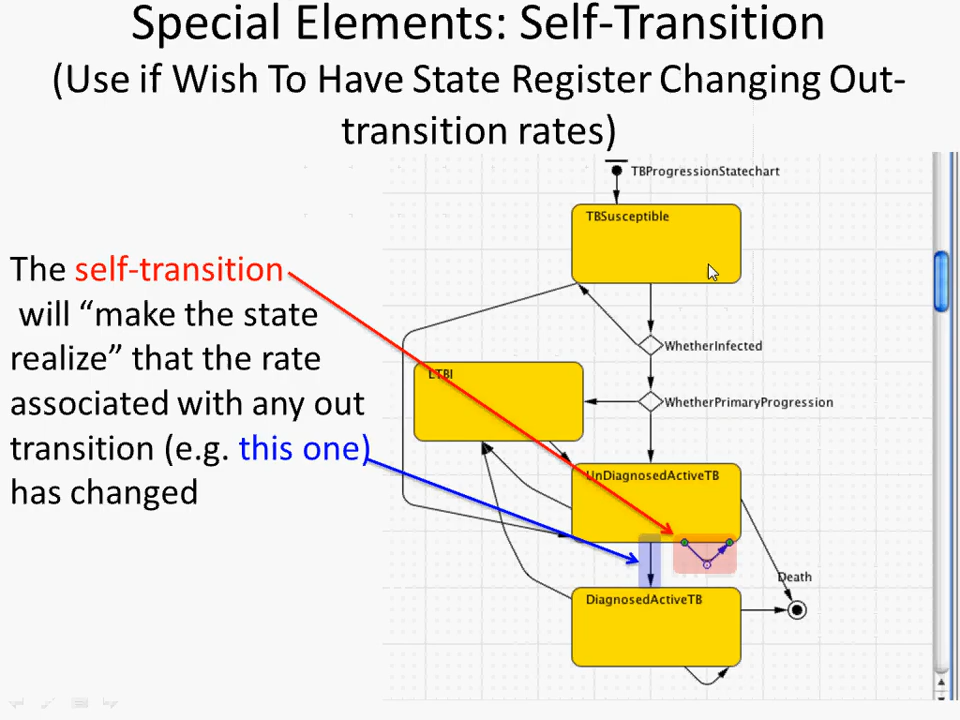 Special Elements: Self-Transition
(Use if Wish To Have State Register Changing Out-
transition rates)
TBProgressionStatechart
TBSusceptible
The self-transition
will “make the state
realize” that the rate
associated with any out
transition (e.g. this one)
has changed
WhetherInfected
LTBI
WhetherPrimaryProgression
UnDiagnosedActiveTB
Death
DiagnosedActiveTB